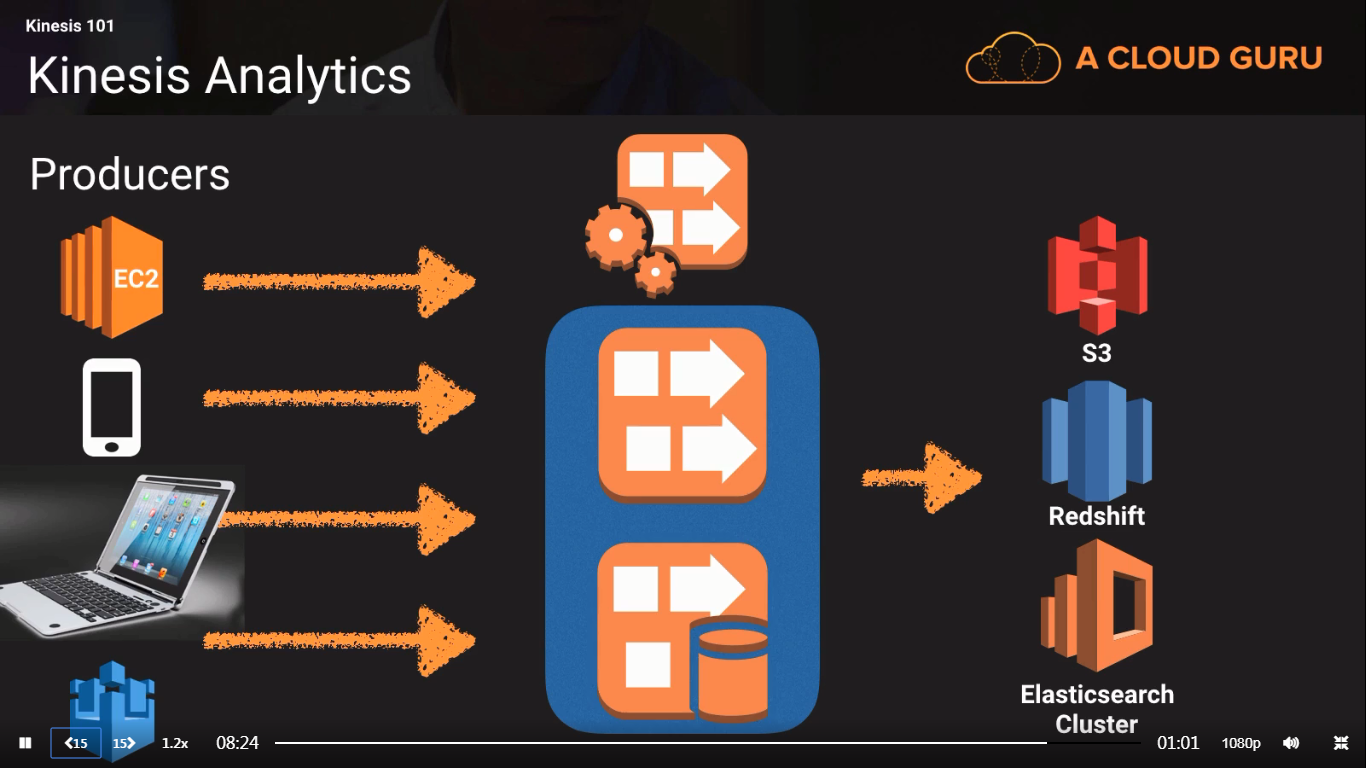 Kinesis 101
Kinesis Analytics
A CLOUD GURU
Producers
EC2
S3
Redshift
Elasticsearch
Cluster
15
15
1.2x
08:24
01:01
1080p